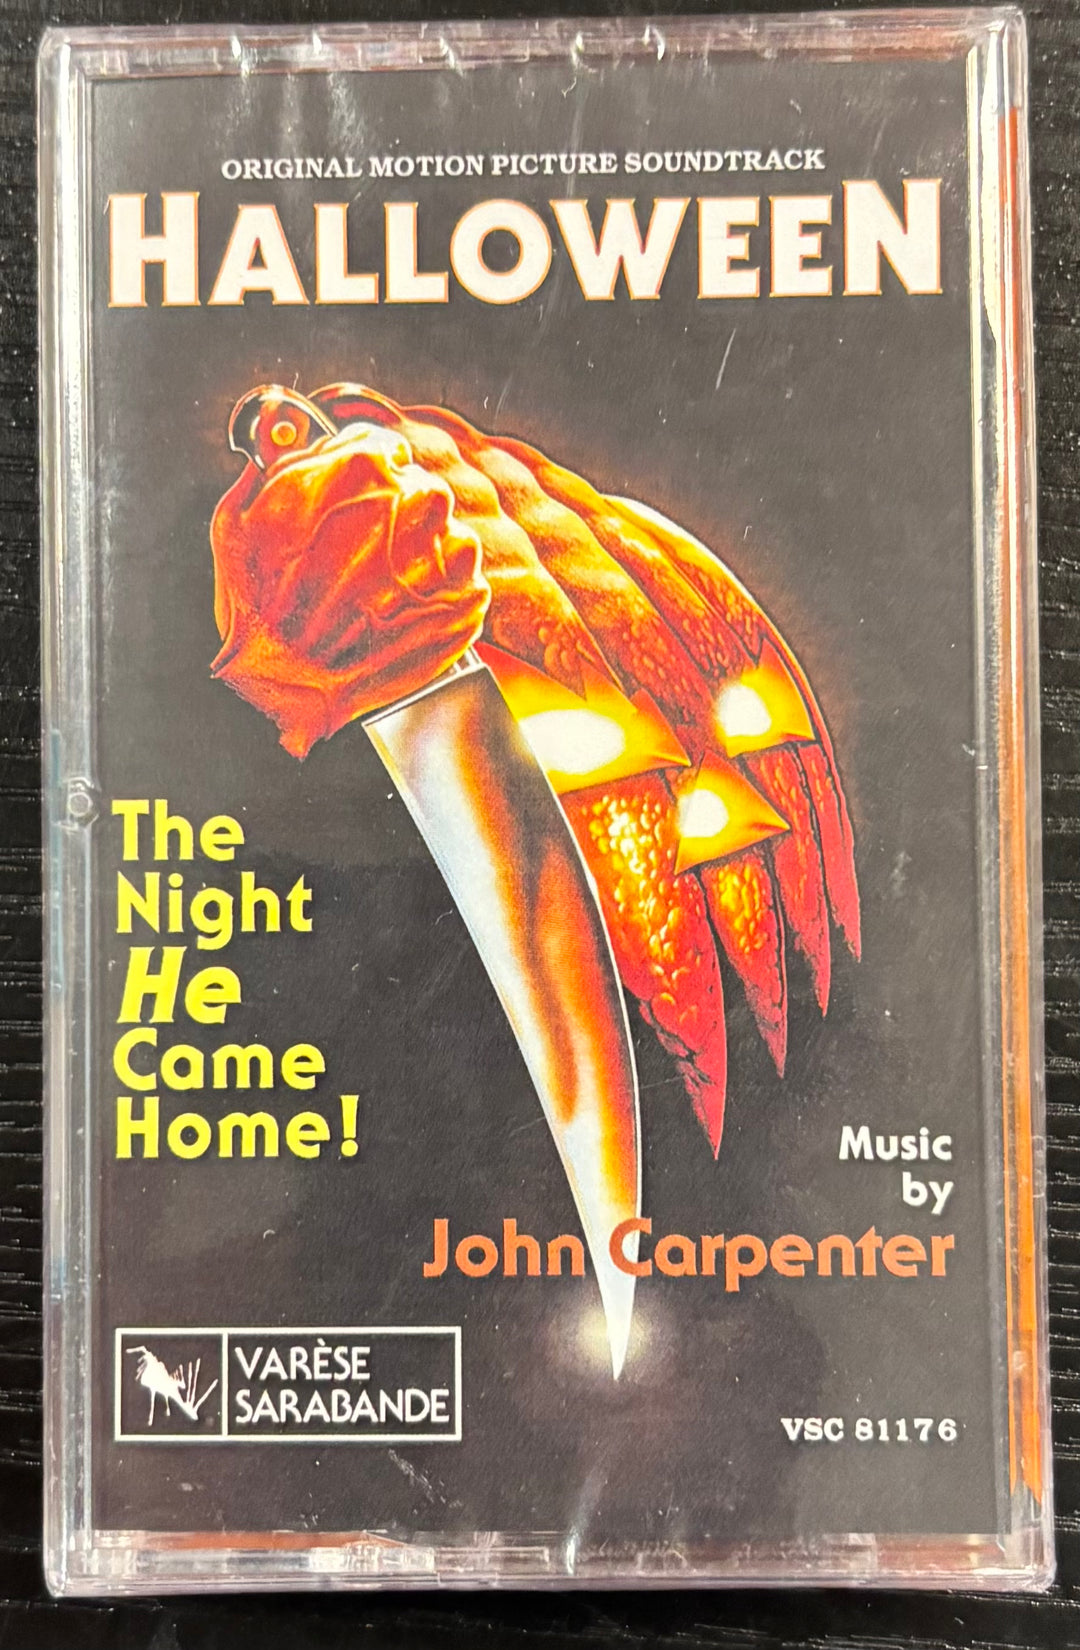 ORIGINAL MOTION PICTURE SOUNDTRACK
HALLOWEEN
The
Night
He
Came
Home!
Music
by
John Carpenter
VARÈSE
SARABANDE
VSC 81176